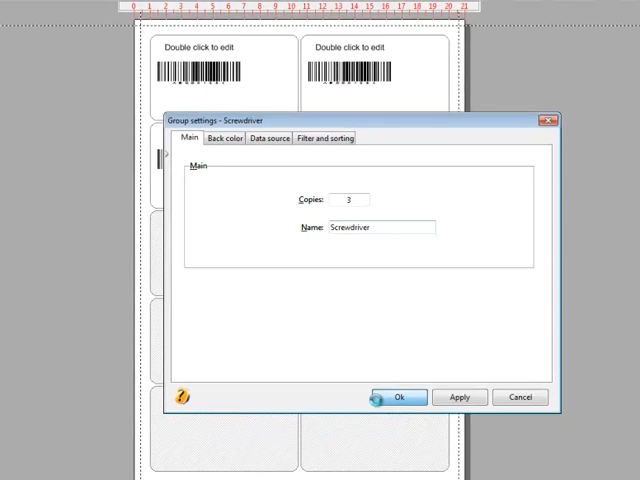 0 1 2 3 4 5 6 7 8 9 10 11 12 13 14 15 16 17 18 19 20 21
Double click to edit
Double click to edit
Group settings - Screwdriver
Main
Back color
Data source
Filter and sorting
Main
Copies: 3
Name: Screwdriver
Ok
Apply
Cancel